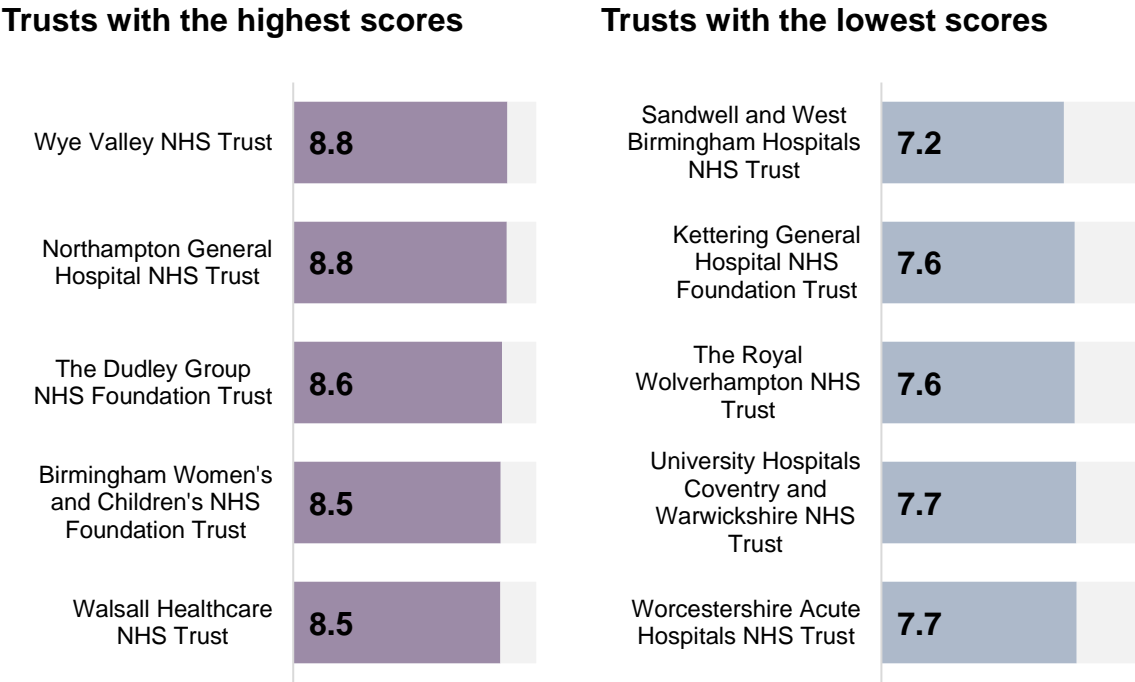 Trusts with the highest scores
Wye Valley NHS Trust
8.8
Northampton General
Hospital NHS Trust
8.8
The Dudley Group
NHS Foundation Trust
8.6
Birmingham Women's
and Children's NHS
Foundation Trust
8.5
Walsall Healthcare
NHS Trust
8.5
Trusts with the lowest scores
Sandwell and West
Birmingham Hospitals
NHS Trust
7.2
Kettering General
Hospital NHS
Foundation Trust
7.6
The Royal
Wolverhampton NHS
Trust
7.6
University Hospitals
Coventry and
Warwickshire NHS
Trust
7.7
Worcestershire Acute
Hospitals NHS Trust
7.7